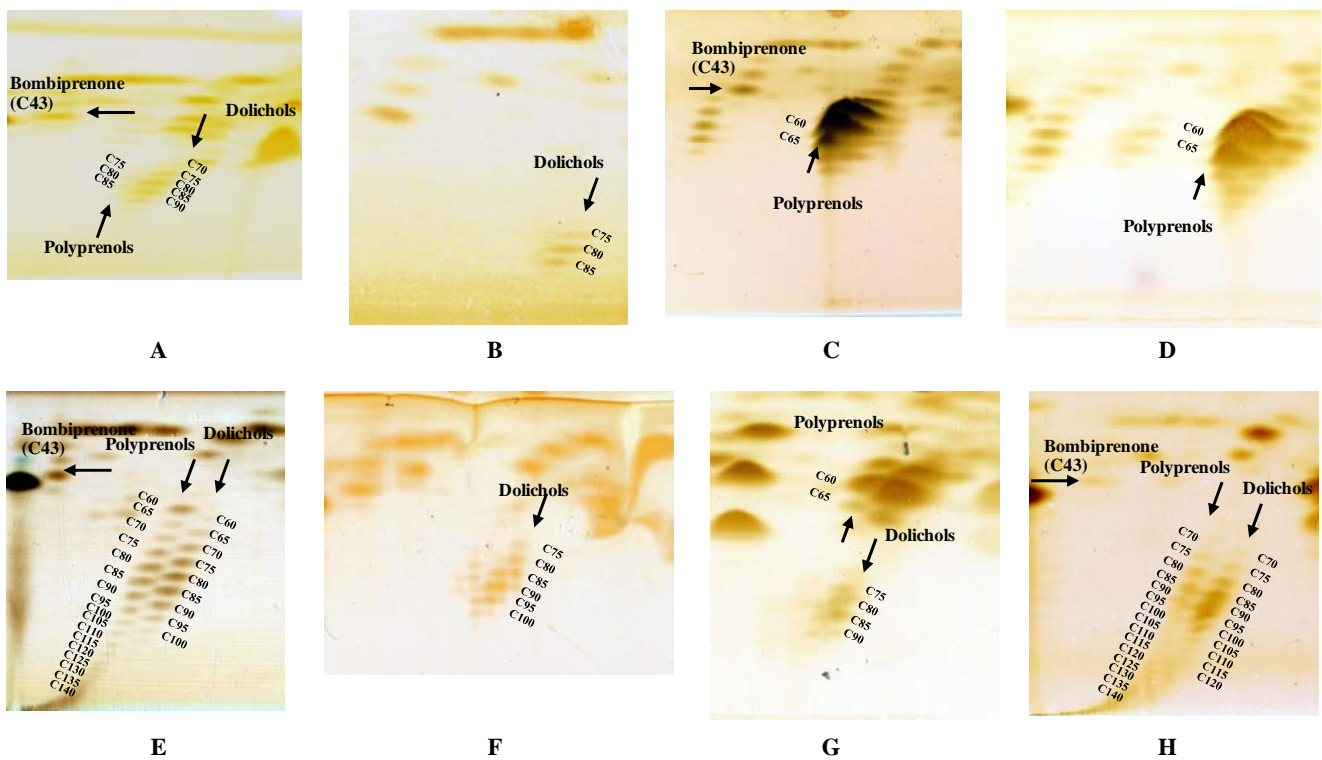 Bombiprenone
(C43)
Dolichols
C75
C80
C85
C70
C75
C80
C85
C90
Polyprenols
A
Dolichols
C75
C80
C85
B
Bombiprenone
(C43)
C60
C65
Polyprenols
C
C60
C65
Polyprenols
D
Bombiprenone
(C43)
Polyprenols
Dolichols
C60
C65
C70
C75
C80
C85
C90
C95
C100
C105
C110
C115
C120
C125
C130
C135
C140
C60
C65
C70
C75
C80
C85
C90
C95
C100
E
Dolichols
C75
C80
C85
C90
C95
C100
F
Polyprenols
C60
C65
Dolichols
C75
C80
C85
C90
G
Bombiprenone
(C43)
Polyprenols
Dolichols
C70
C75
C80
C85
C90
C95
C100
C105
C110
C115
C120
C125
C130
C135
C140
C70
C75
C80
C85
C90
C95
C100
C105
C110
C115
C120
H